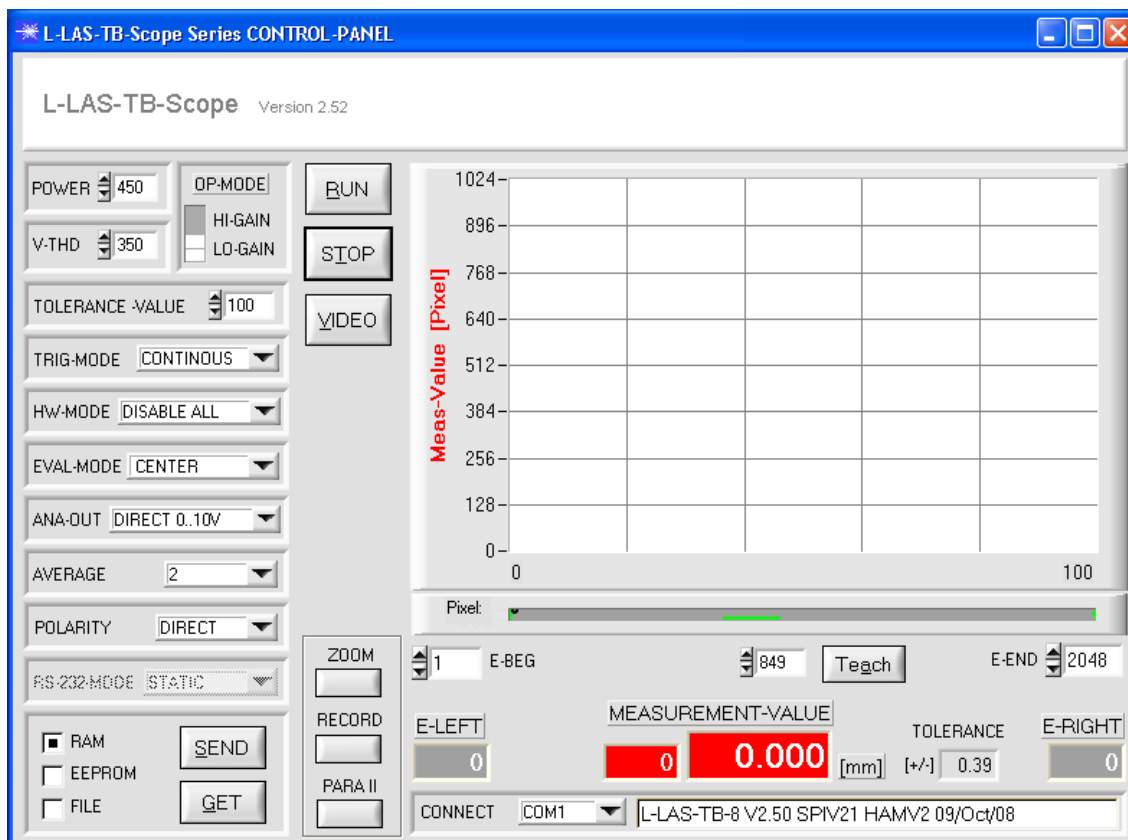 L-LAS-TB-Scope Series CONTROL-PANEL
L-LAS-TB-Scope Version 2.52
POWER 450
OP-MODE
HI-GAIN
LO-GAIN
V-THD 350
TOLERANCE -VALUE 100
TRIG-MODE CONTINOUS
HW-MODE DISABLE ALL
EVAL-MODE CENTER
ANA-OUT DIRECT 0..10V
AVERAGE 2
POLARITY DIRECT
RS-232-MODE STATIC
RAM
EEPROM
FILE
SEND
GET
RUN
STOP
VIDEO
ZOOM
RECORD
PARA II
Meas-Value [Pixel]
1024
896
768
640
512
384
256
128
0
0 100
Pixel:
1 E-BEG 849 Teach E-END 2048
E-LEFT MEASUREMENT-VALUE TOLERANCE E-RIGHT
0 0 0.000 [mm] [+/-] 0.39 0
CONNECT COM1 L-LAS-TB-8 V2.50 SPIV21 HAMV2 09/Oct/08